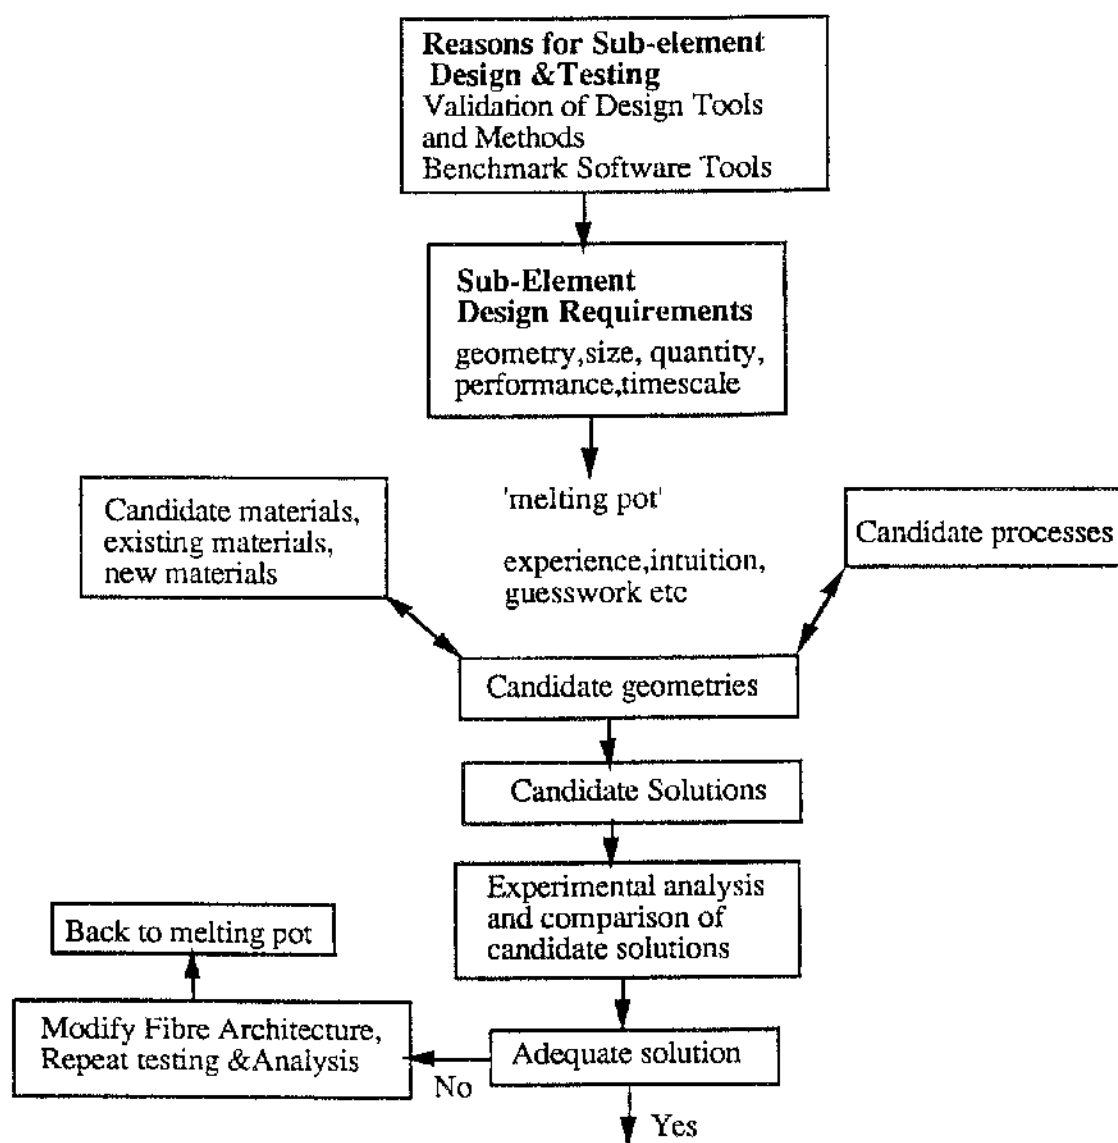 Reasons for Sub-element
Design &Testing
Validation of Design Tools
and Methods
Benchmark Software Tools
Sub-Element
Design Requirements
geometry,size, quantity,
performance,timescale
'melting pot'
experience,intuition,
guesswork etc
Candidate materials,
existing materials,
new materials
Candidate processes
Candidate geometries
Candidate Solutions
Experimental analysis
and comparison of
candidate solutions
Back to melting pot
Modify Fibre Architecture,
Repeat testing &Analysis
No
Adequate solution
Yes